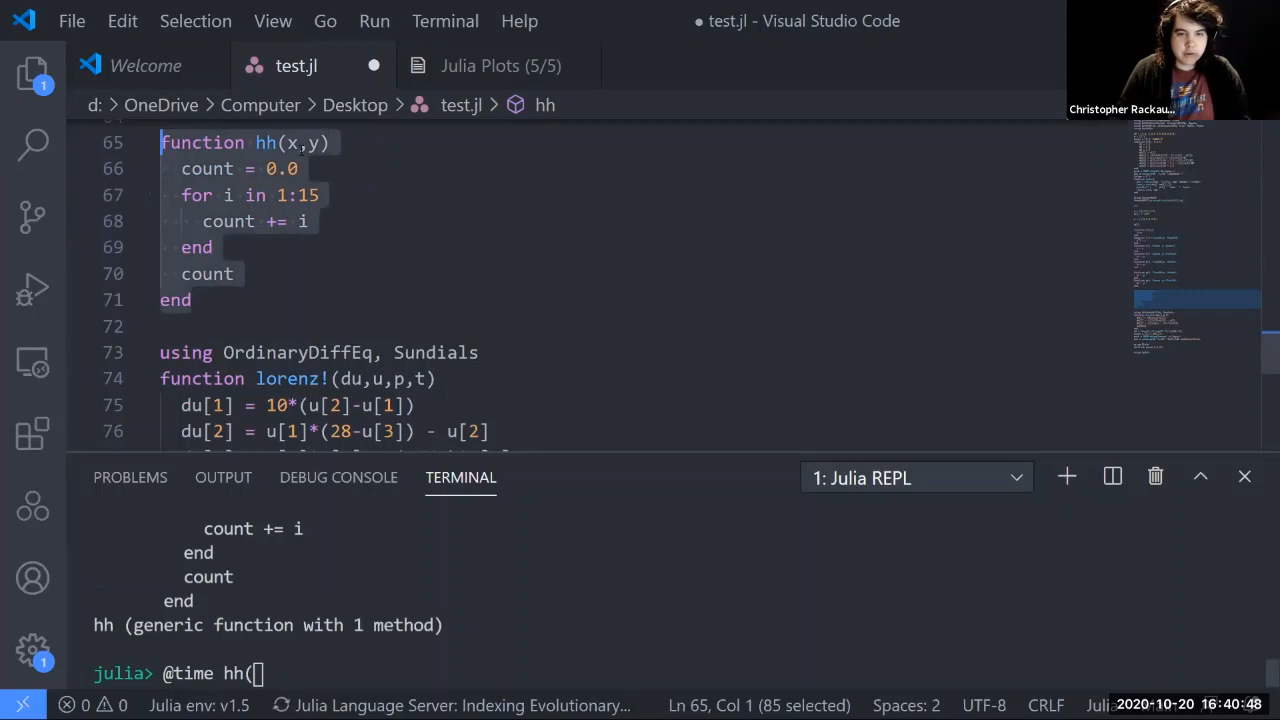 File Edit Selection View Go Run Terminal Help ● test.jl - Visual Studio Code
Welcome test.jl Julia Plots (5/5)
d: > OneDrive > Computer > Desktop > test.jl > hh
Christopher Rackau...
65 function hh(x,y)
66 count = 0.0
67 for i in 1:15
68 count += i
69 end
70 count
71 end
72
73 using OrdinaryDiffEq, Sundials
74 function lorenz!(du,u,p,t)
75 du[1] = 10*(u[2]-u[1])
76 du[2] = u[1]*(28-u[3]) - u[2]
PROBLEMS OUTPUT DEBUG CONSOLE TERMINAL 1: Julia REPL
count += i
end
count
end
hh (generic function with 1 method)
julia> @time hh(
1
1
0 0 Julia env: v1.5 Julia Language Server: Indexing Evolutionary... Ln 65, Col 1 (85 selected) Spaces: 2 UTF-8 CRLF 2020-10-20 16:40:48